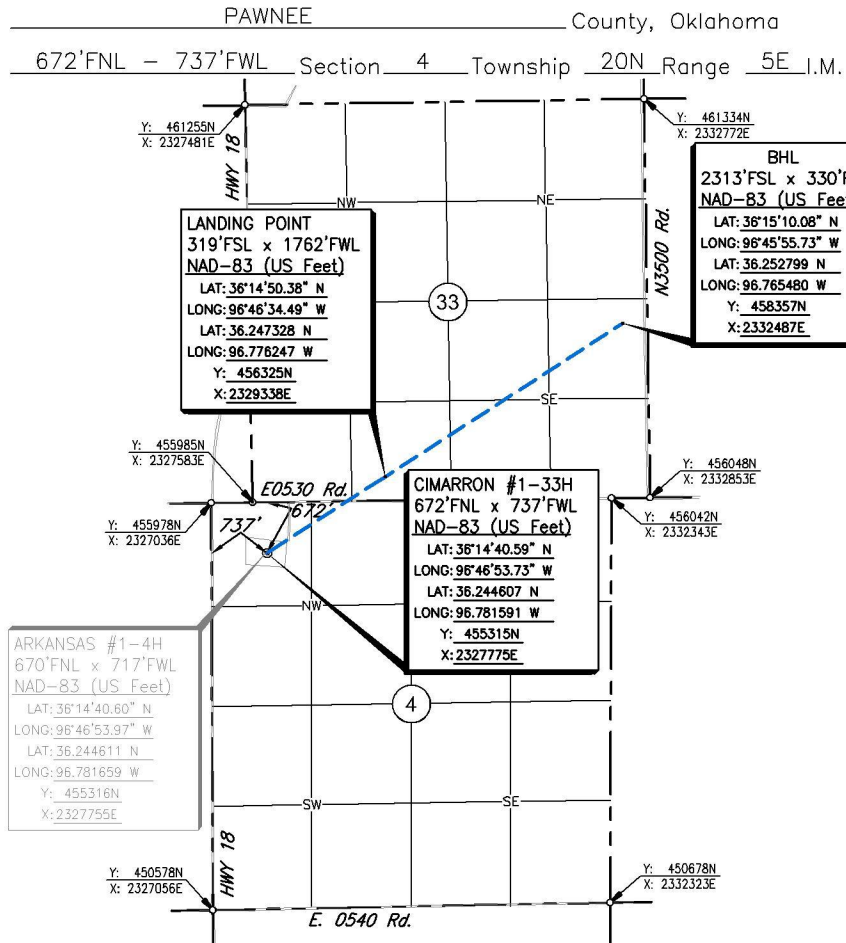 PAWNEE County, Oklahoma
672'FNL - 737'FWL Section 4 Township 20N Range 5E I.M.
Y: 461255N
X: 2327481E
Y: 461334N
X: 2332772E
HWY 18
NW
NE
N3500 Rd.
BHL
2313'FSL x 330'F
NAD-83 (US Feet
LAT: 36°15'10.08" N
LONG: 96°45'55.73" W
LAT: 36.252799 N
LONG: 96.765480 W
Y: 458357N
X: 2332487E
LANDING POINT
319'FSL x 1762'FWL
NAD-83 (US Feet)
LAT: 36°14'50.38" N
LONG: 96°46'34.49" W
LAT: 36.247328 N
LONG: 96.776247 W
Y: 456325N
X: 2329338E
33
SE
Y: 455985N
X: 2327583E
E0530 Rd.
Y: 456048N
X: 2332853E
Y: 455978N
X: 2327036E
737'
672'
Y: 456042N
X: 2332343E
CIMARRON #1-33H
672'FNL x 737'FWL
NAD-83 (US Feet)
LAT: 36°14'40.59" N
LONG: 96°46'53.73" W
LAT: 36.244607 N
LONG: 96.781591 W
Y: 455315N
X: 2327775E
NW
ARKANSAS #1-4H
670'FNL x 717'FWL
NAD-83 (US Feet)
LAT: 36°14'40.60" N
LONG: 96°46'53.97" W
LAT: 36.244611 N
LONG: 96.781659 W
Y: 455316N
X: 2327755E
4
SW
SE
HWY 18
Y: 450578N
X: 2327056E
Y: 450678N
X: 2332323E
E. 0540 Rd.